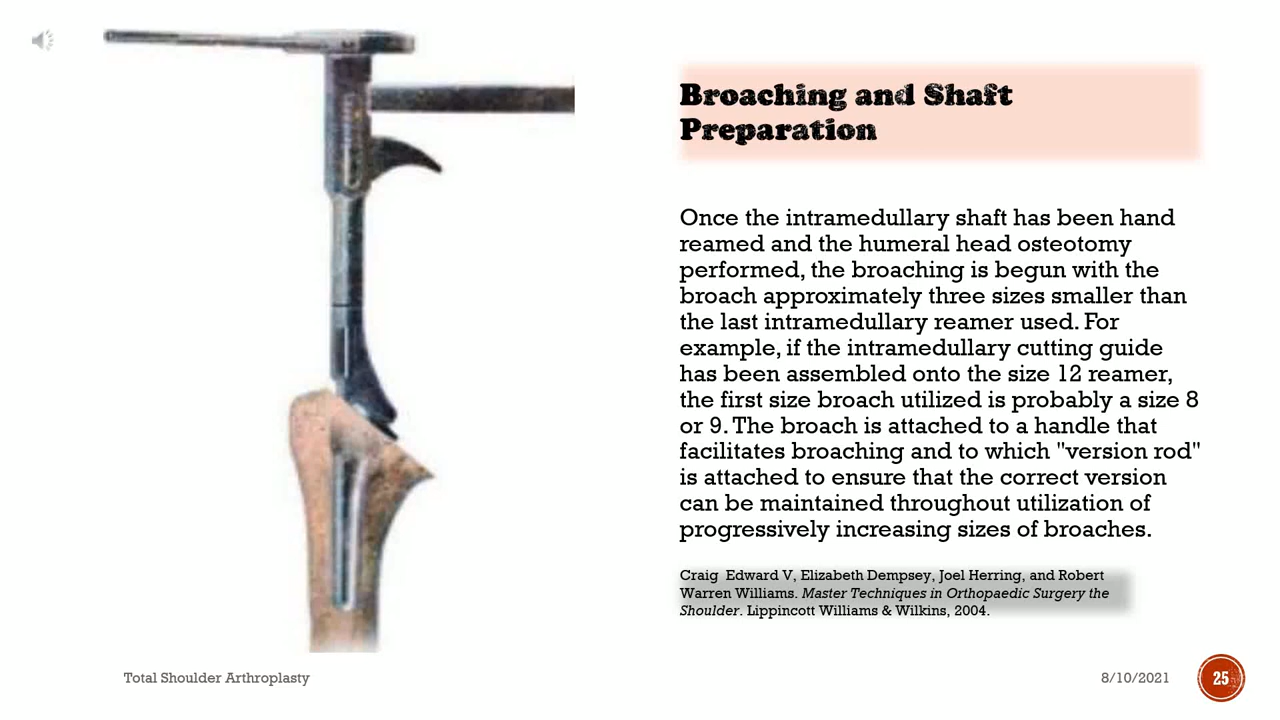 Broaching and Shaft
Preparation
Once the intramedullary shaft has been hand
reamed and the humeral head osteotomy
performed, the broaching is begun with the
broach approximately three sizes smaller than
the last intramedullary reamer used. For
example, if the intramedullary cutting guide
has been assembled onto the size 12 reamer,
the first size broach utilized is probably a size 8
or 9. The broach is attached to a handle that
facilitates broaching and to which "version rod"
is attached to ensure that the correct version
can be maintained throughout utilization of
progressively increasing sizes of broaches.
Craig Edward V, Elizabeth Dempsey, Joel Herring, and Robert
Warren Williams. Master Techniques in Orthopaedic Surgery the
Shoulder. Lippincott Williams & Wilkins, 2004.
Total Shoulder Arthroplasty
8/10/2021
25